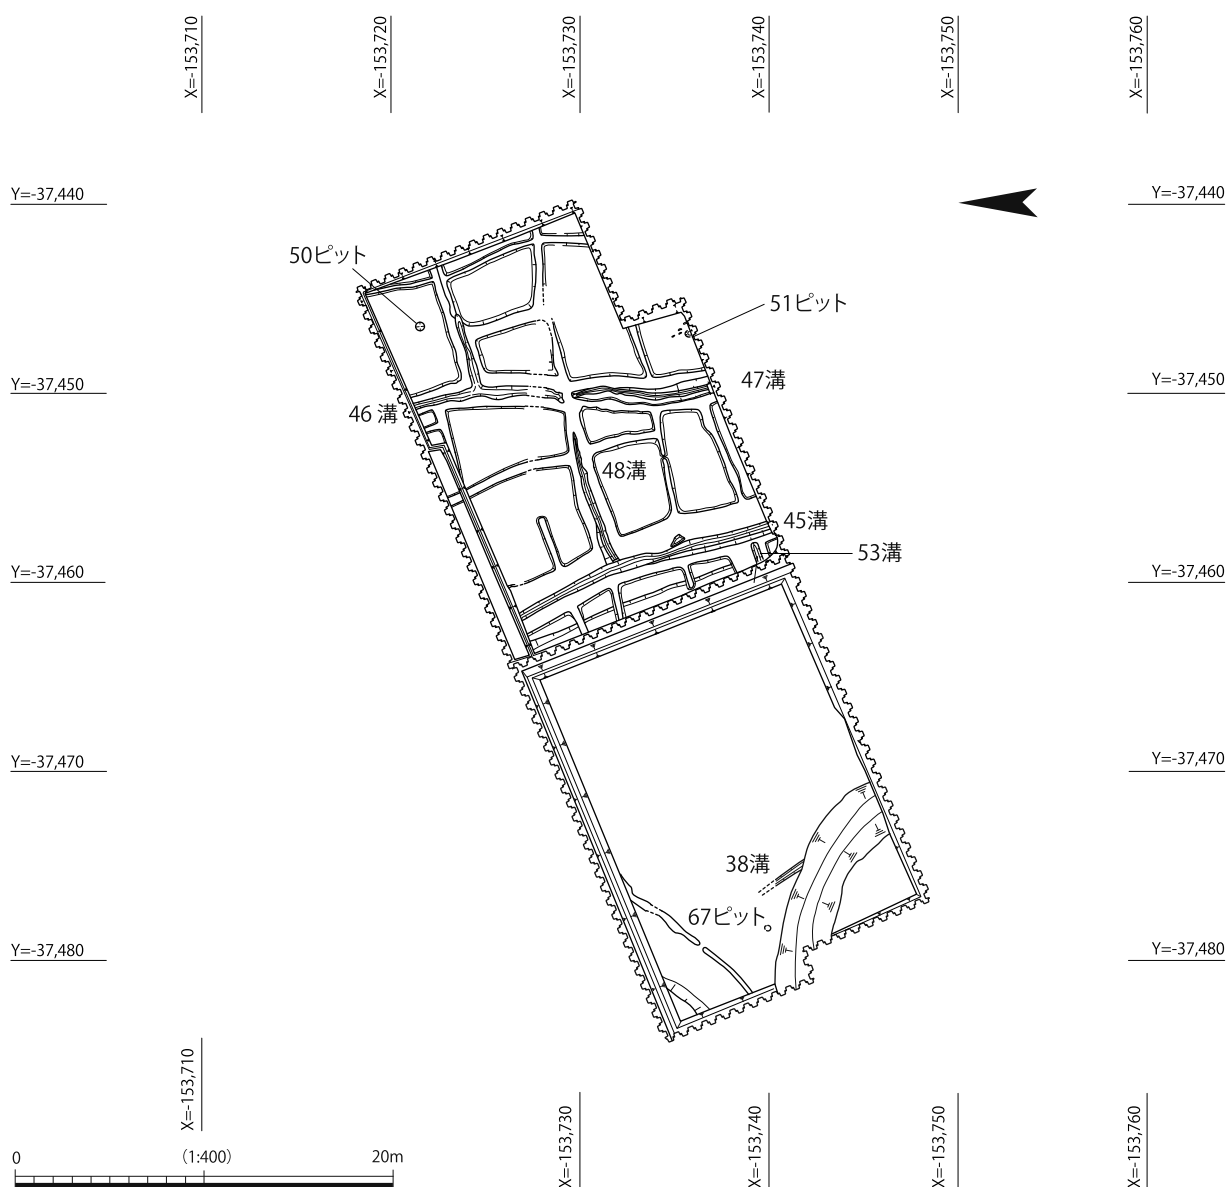 X=-153,710
X=-153,720
X=-153,730
X=-153,740
X=-153,750
X=-153,760
Y=-37,440
Y=-37,440
50ピット
51ピット
Y=-37,450
Y=-37,450
47溝
46 溝
48溝
45溝
53溝
Y=-37,460
Y=-37,460
Y=-37,470
Y=-37,470
38溝
67ピット
Y=-37,480
Y=-37,480
X=-153,710
X=-153,730
X=-153,740
X=-153,750
X=-153,760
0 (1:400) 20m